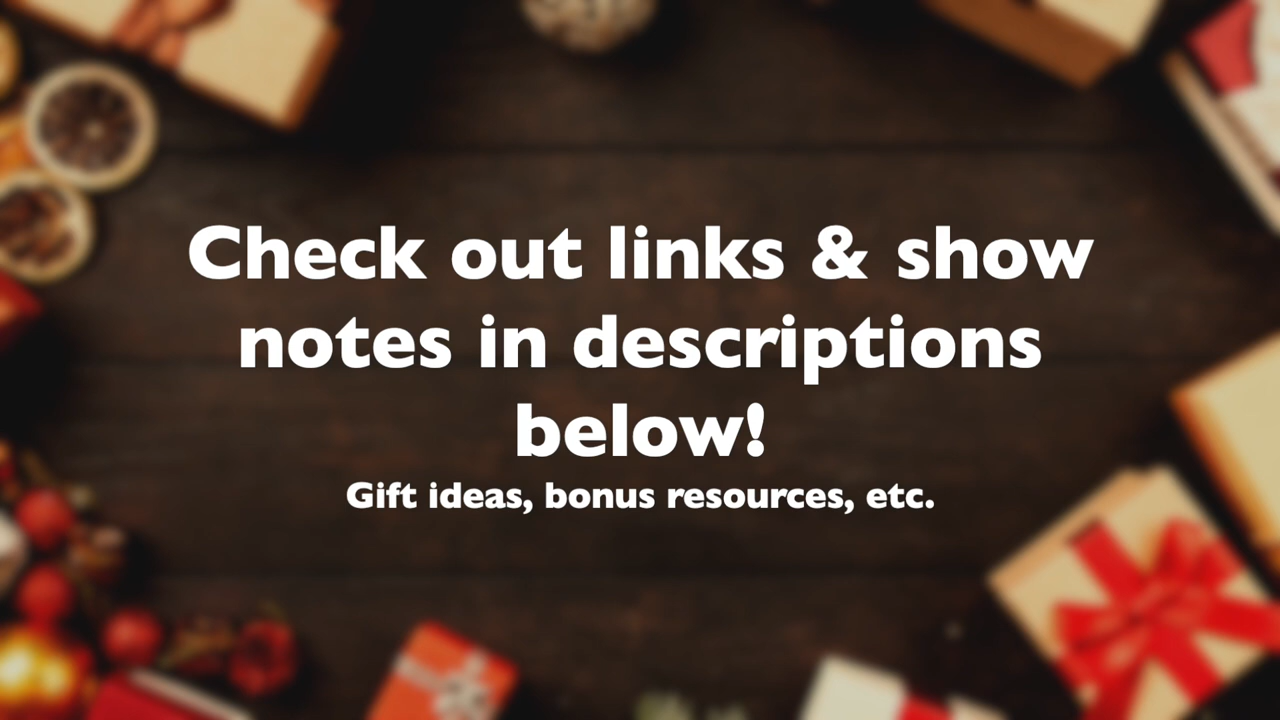 Check out links & show
notes in descriptions
below!
Gift ideas, bonus resources, etc.